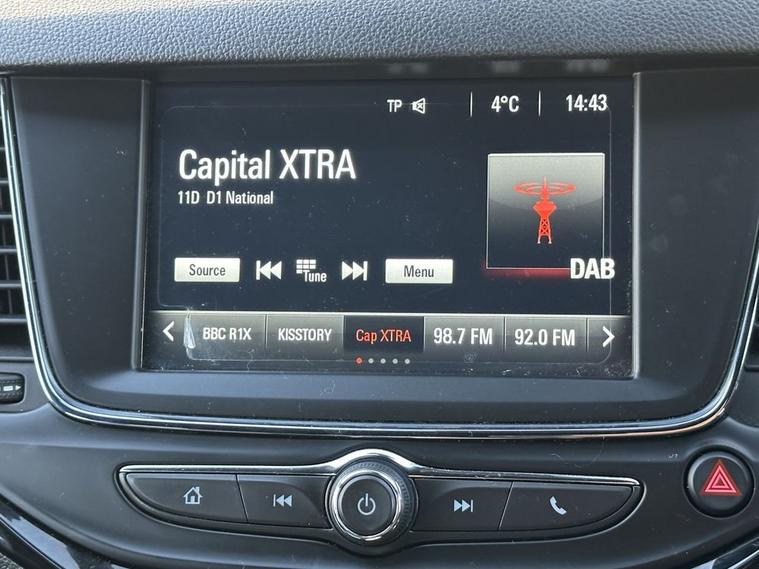 TP 4°C 14:43
Capital XTRA
11D D1 National
DAB
Source Tune Menu
BBC R1X KISSTORY Cap XTRA 98.7 FM 92.0 FM